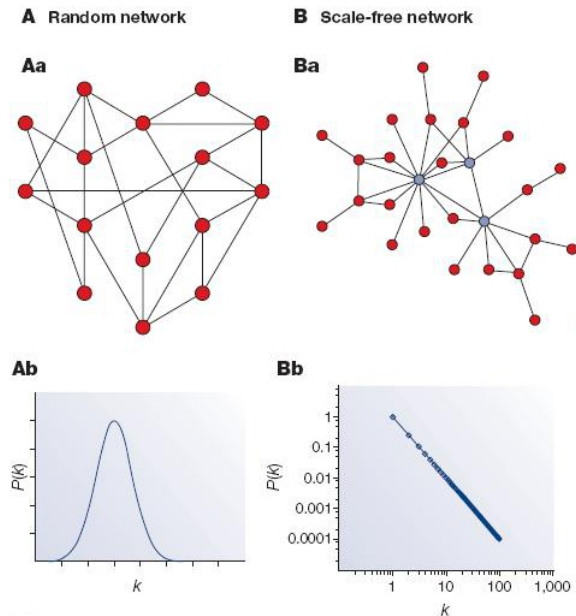 A Random network
B Scale-free network
Aa
Ba
Ab
P(k)
k
Bb
P(k)
1
0.1
0.01
0.001
0.0001
1 10 100 1,000
k